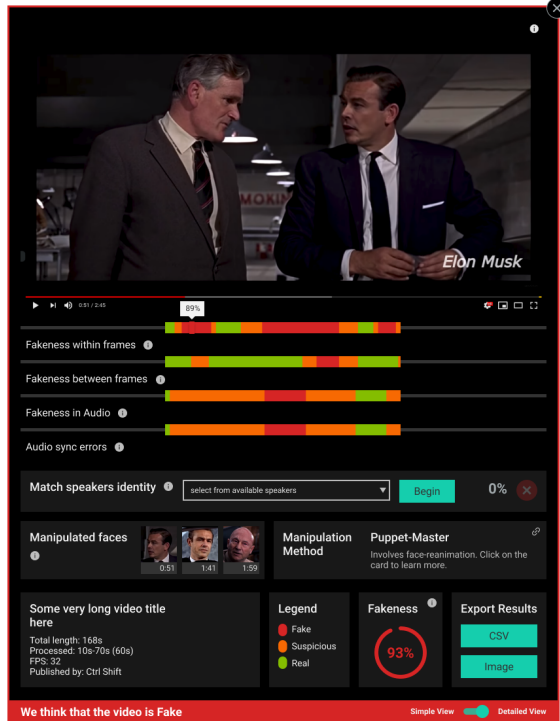 MOKIN
Elon Musk
0:51 / 2:45
89%
Fakeness within frames
Fakeness between frames
Fakeness in Audio
Audio sync errors
Match speakers identity
select from available speakers
Begin
0%
Manipulated faces
0:51
1:41
1:59
Manipulation
Method
Puppet-Master
Involves face-reanimation. Click on the
card to learn more.
Some very long video title
here
Total length: 168s
Processed: 10s-70s (60s)
FPS: 32
Published by: Ctrl Shift
Legend
Fake
Suspicious
Real
Fakeness
93%
Export Results
CSV
Image
We think that the video is Fake
Simple View
Detailed View